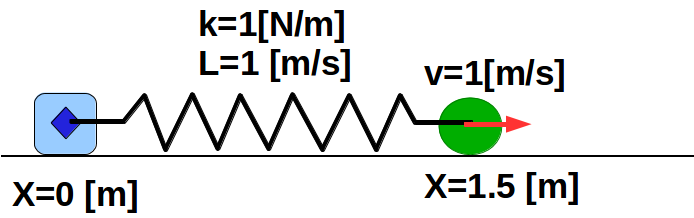 k=1[N/m]
L=1 [m/s]
v=1[m/s]
X=0 [m]
X=1.5 [m]